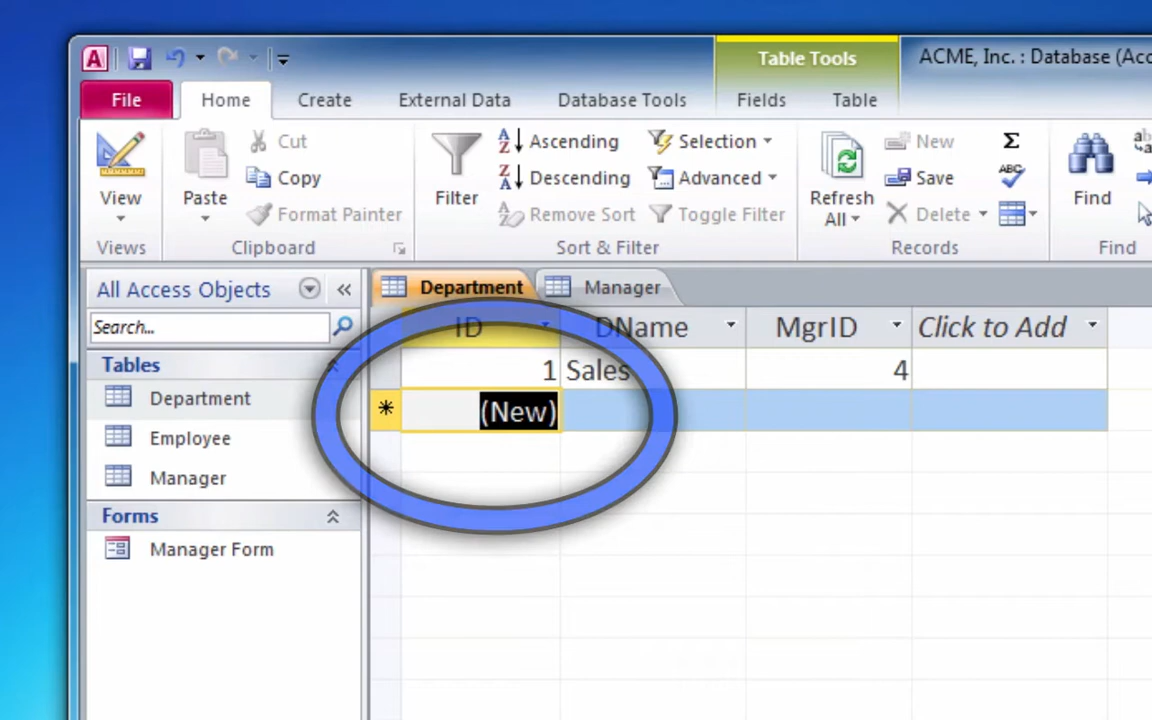 Table Tools
ACME, Inc. : Database (Acc
File Home Create External Data Database Tools Fields Table
View
Views
Paste
Cut
Copy
Format Painter
Clipboard
Filter
Ascending
Descending
Remove Sort
Selection
Advanced
Toggle Filter
Sort & Filter
Refresh
All
New
Save
Delete
Σ
ABC
Records
Find
ab
Find
All Access Objects
Search...
Tables
Department
Employee
Manager
Forms
Manager Form
Department Manager
ID DName MgrID Click to Add
1 Sales 4
* (New)